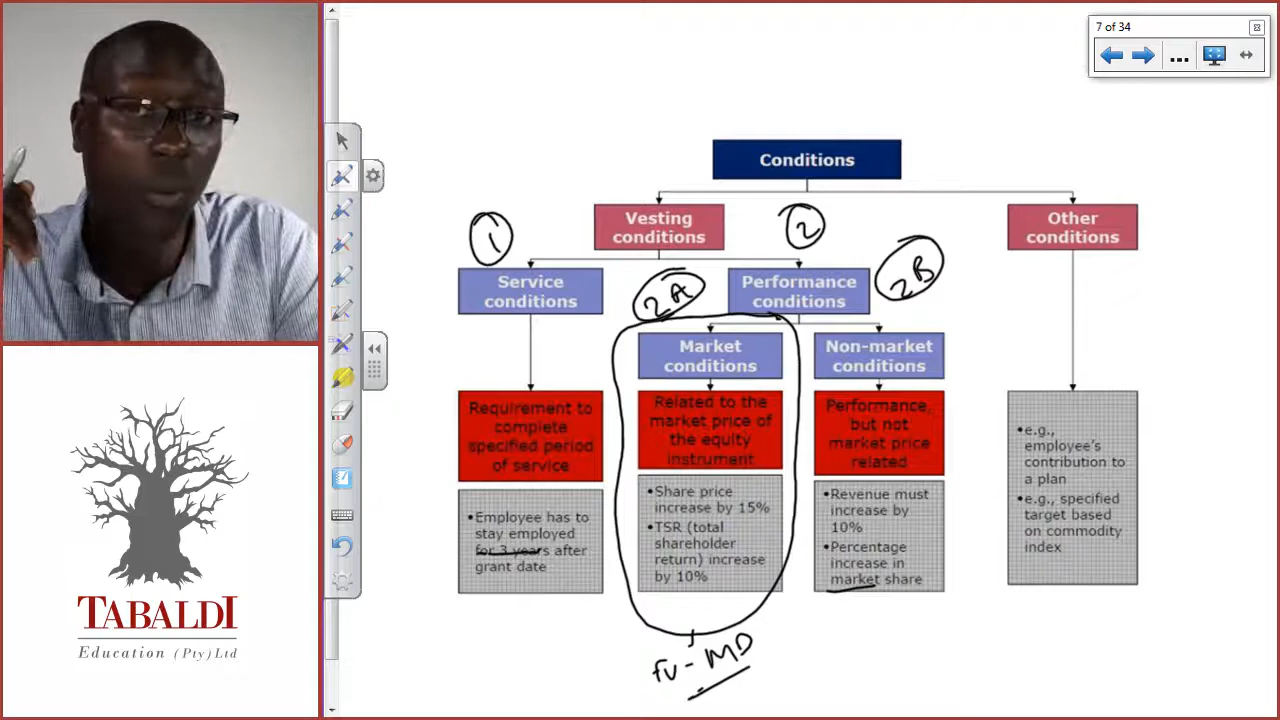 7 of 34
Conditions
Vesting
conditions
2
Other
conditions
1
Service
conditions
2A
Performance
conditions
2B
Market
conditions
Non-market
conditions
Requirement to
complete
specified period
of service
Related to the
market price of
the equity
instrument
Performance,
but not
market price
related
•Employee has to
stay employed
for 3 years after
grant date
•Share price
increase by 15%
•TSR (total
shareholder
return) increase
by 10%
•Revenue must
increase by
10%
•Percentage
increase in
market share
•e.g.,
employee's
contribution to
a plan
•e.g., specified
target based on
commodity
index
fv - MD
TABALDI
Education (Pty) Ltd